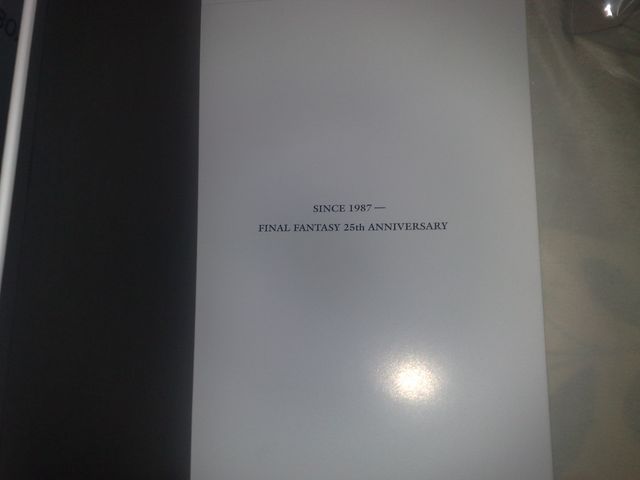 SINCE 1987 —
FINAL FANTASY 25th ANNIVERSARY